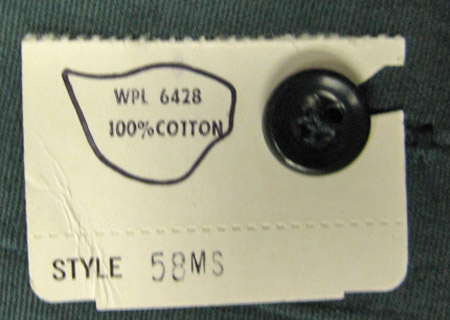 WPL 6428
100% COTTON
STYLE 58MS